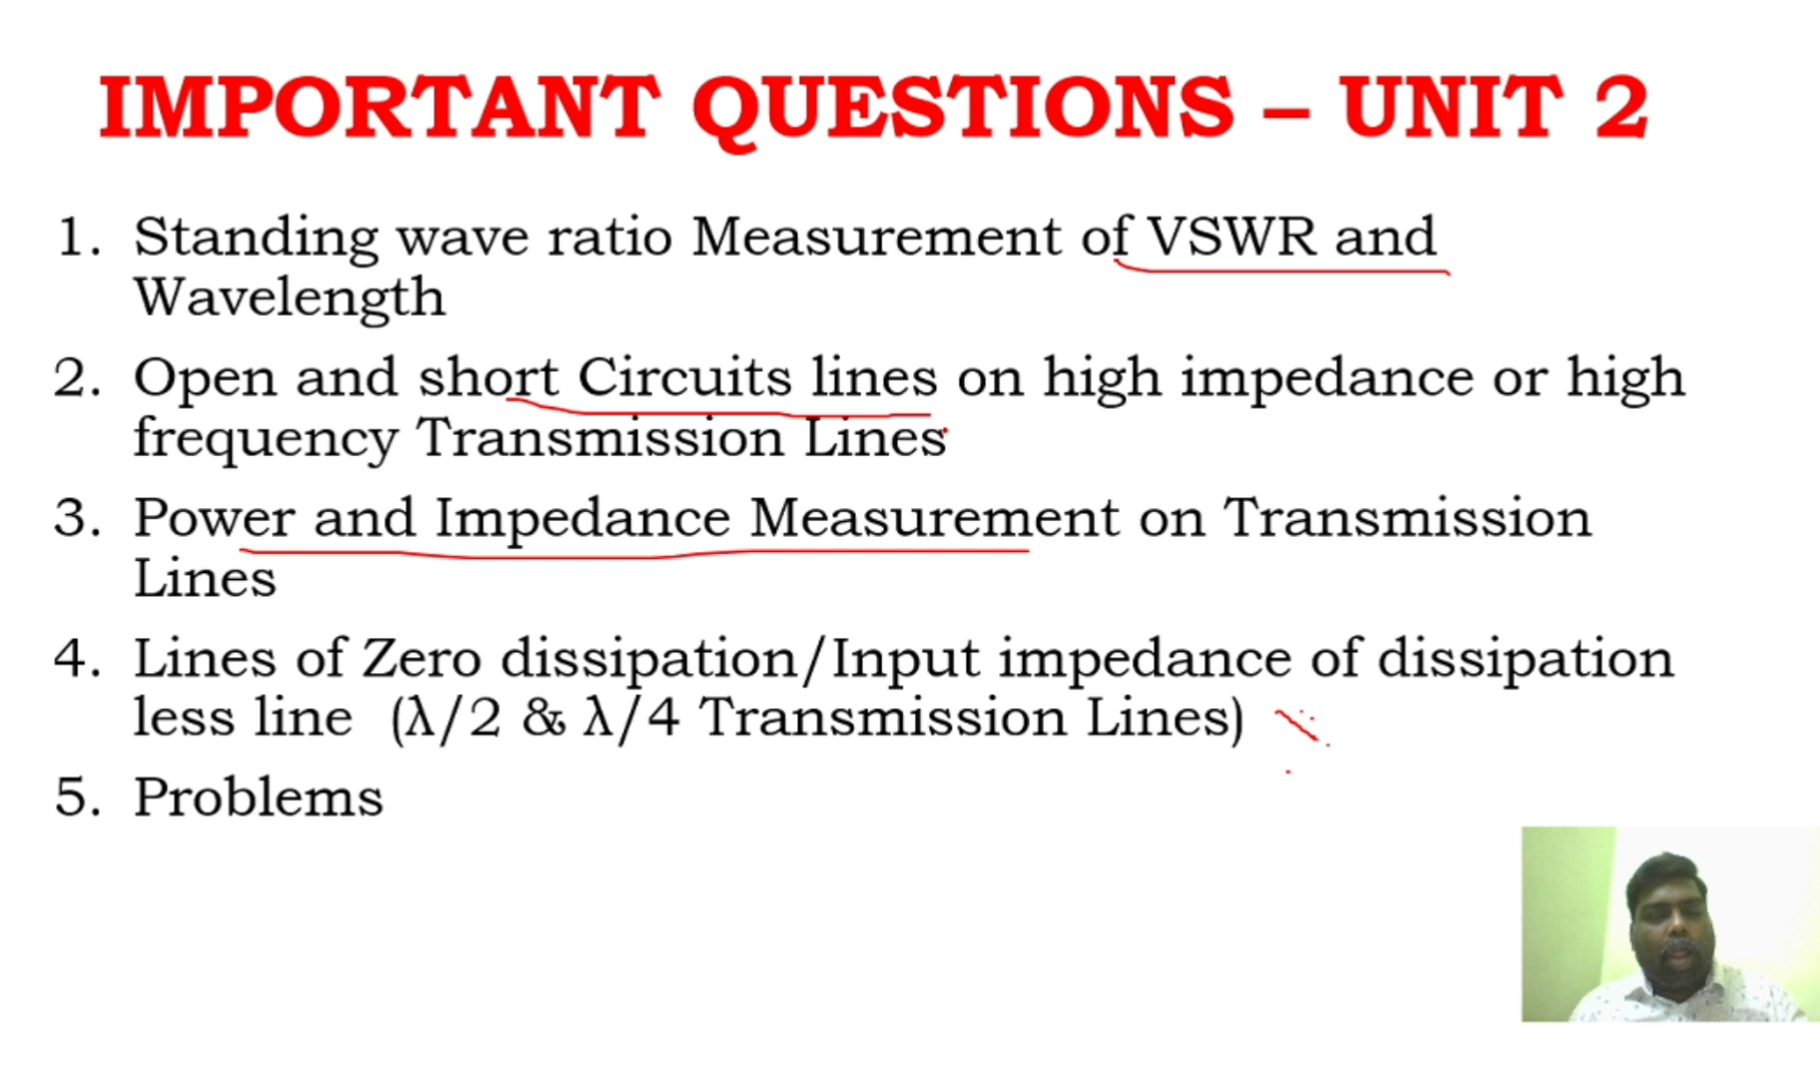 IMPORTANT QUESTIONS – UNIT 2
1. Standing wave ratio Measurement of VSWR and
Wavelength
2. Open and short Circuits lines on high impedance or high
frequency Transmission Lines
3. Power and Impedance Measurement on Transmission
Lines
4. Lines of Zero dissipation/Input impedance of dissipation
less line (λ/2 & λ/4 Transmission Lines)
5. Problems